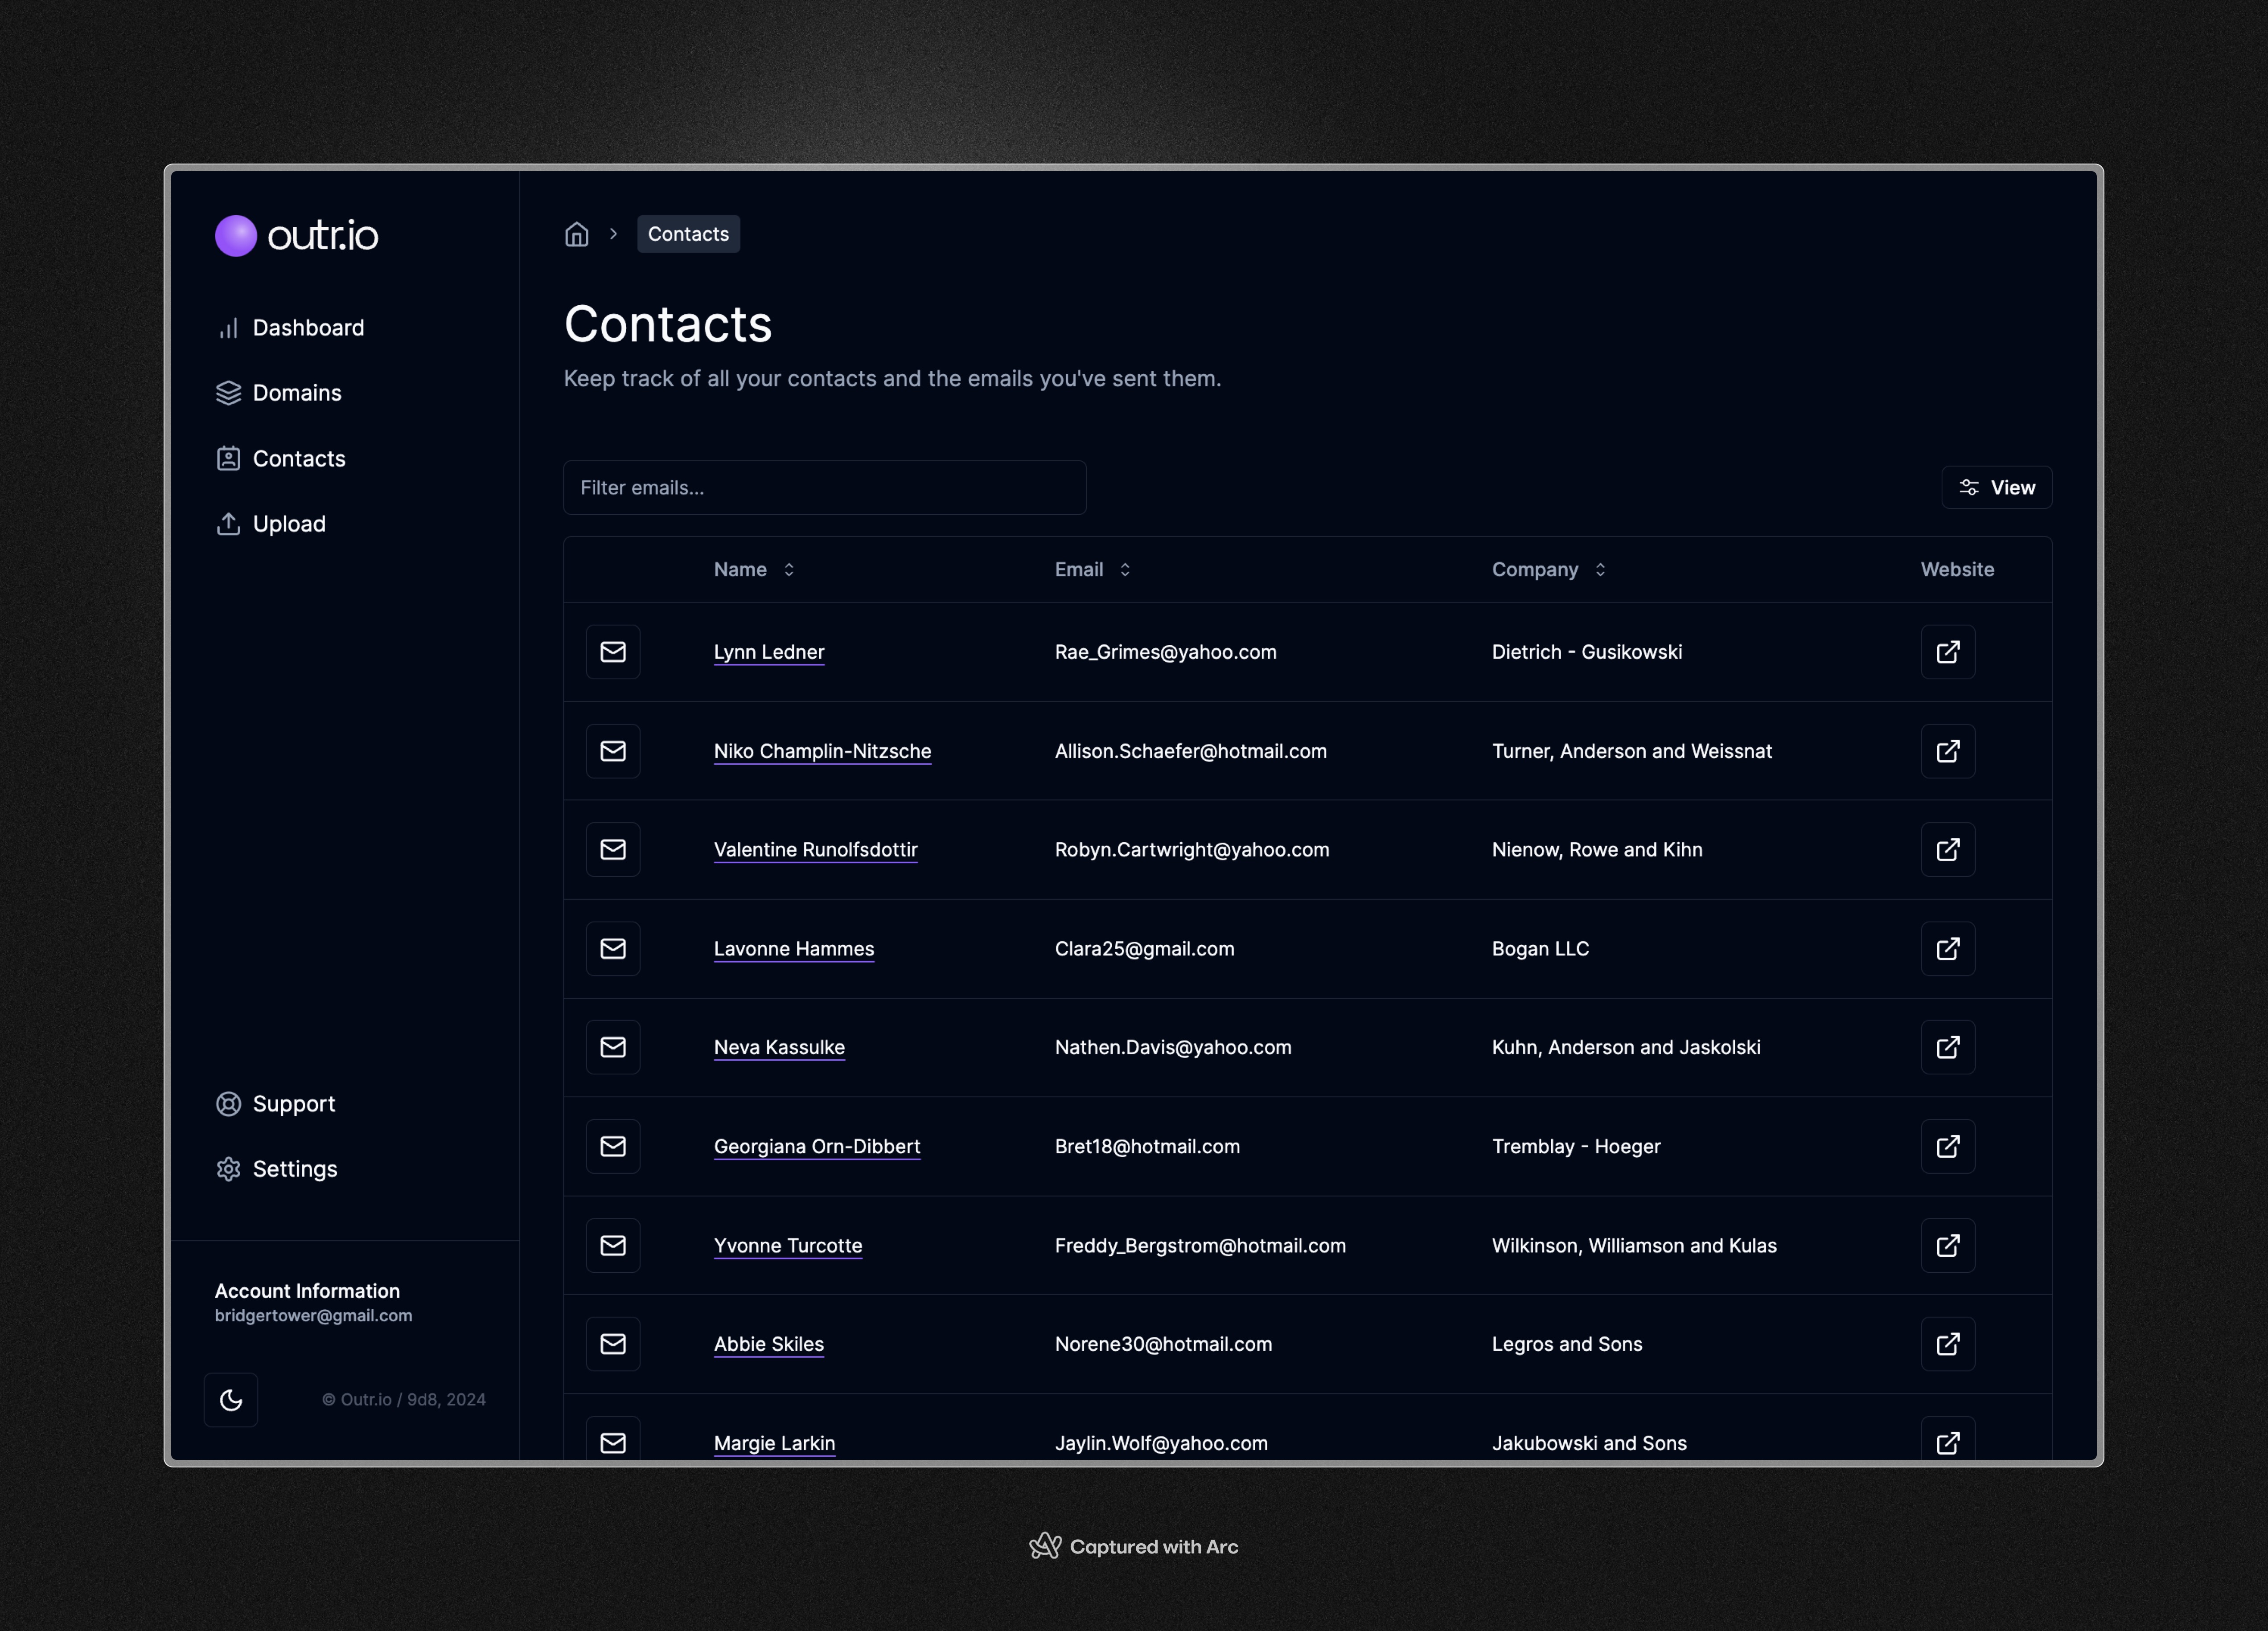 outr.io
Dashboard
Domains
Contacts
Upload
Support
Settings
Account Information
bridgertower@gmail.com
© Outr.io / 9d8, 2024
Contacts
Contacts
Keep track of all your contacts and the emails you've sent them.
Filter emails...
View
Name Email Company Website
Lynn Ledner Rae_Grimes@yahoo.com Dietrich - Gusikowski
Niko Champlin-Nitzsche Allison.Schaefer@hotmail.com Turner, Anderson and Weissnat
Valentine Runolfsdottir Robyn.Cartwright@yahoo.com Nienow, Rowe and Kihn
Lavonne Hammes Clara25@gmail.com Bogan LLC
Neva Kassulke Nathen.Davis@yahoo.com Kuhn, Anderson and Jaskolski
Georgiana Orn-Dibbert Bret18@hotmail.com Tremblay - Hoeger
Yvonne Turcotte Freddy_Bergstrom@hotmail.com Wilkinson, Williamson and Kulas
Abbie Skiles Norene30@hotmail.com Legros and Sons
Margie Larkin Jaylin.Wolf@yahoo.com Jakubowski and Sons
Captured with Arc